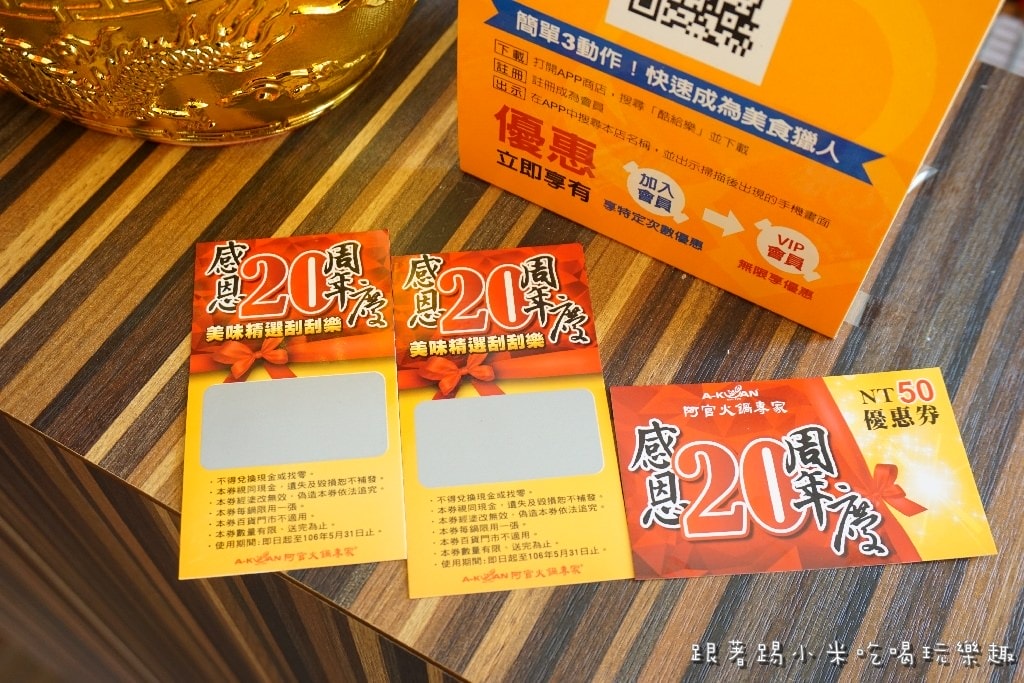 簡單3動作！快速成為美食獵人
下載 打開APP商店，搜尋「酷給樂」並下載
註冊 註冊成為會員
出示 在APP中搜尋本店名稱，並出示掃描後出現的手機畫面
優惠
立即享有
加入
會員
享特定次數優惠
VIP
會員
無限享優惠
感恩20周年慶
美味精選刮刮樂
・不得兌換現金或找零。
・本券視同現金，遺失及毀損恕不補發。
・本券經塗改無效，偽造本券依法追究。
・本券每鍋限用一張。
・本券百貨門市不適用。
・本券數量有限，送完為止。
・使用期間：即日起至106年5月31日止。
A-KUAN 阿官火鍋專家
感恩20周年慶
美味精選刮刮樂
・不得兌換現金或找零。
・本券視同現金，遺失及毀損恕不補發。
・本券經塗改無效，偽造本券依法追究。
・本券每鍋限用一張。
・本券百貨門市不適用。
・本券數量有限，送完為止。
・使用期間：即日起至106年5月31日止。
A-KUAN 阿官火鍋專家
A-KUAN
阿官火鍋專家
感恩20周年慶
NT50
優惠券
跟著踢小米吃喝玩樂趣